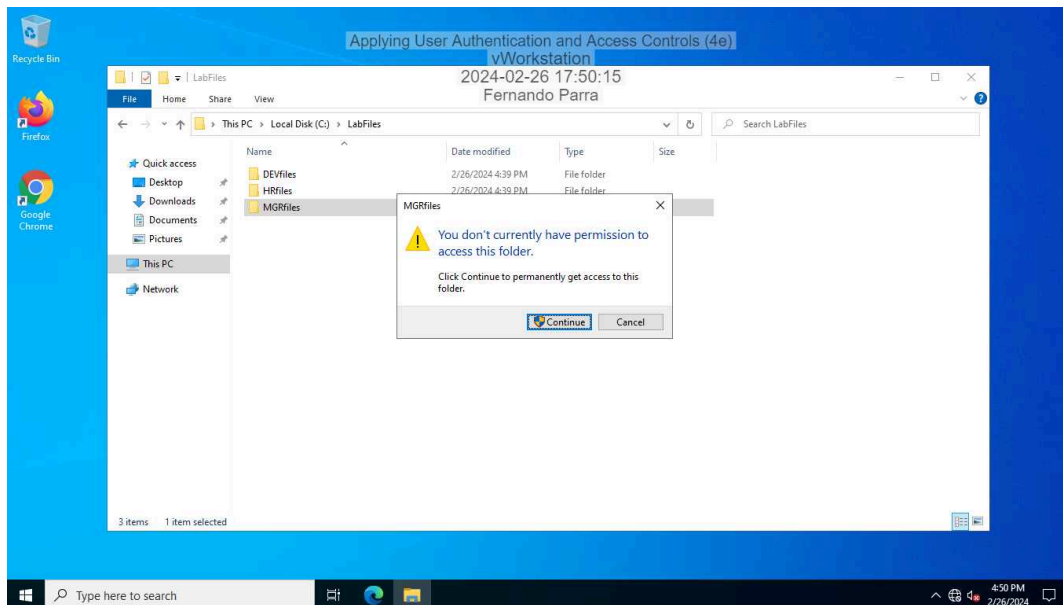 Recycle Bin
Firefox
Google
Chrome
Applying User Authentication and Access Controls (4e)
vWorkstation
2024-02-26 17:50:15
Fernando Parra
LabFiles
File Home Share View
This PC > Local Disk (C:) > LabFiles
Search LabFiles
Quick access
Desktop
Downloads
Documents
Pictures
This PC
Network
Name Date modified Type Size
DEVfiles 2/26/2024 4:39 PM File folder
HRfiles 2/26/2024 4:39 PM File folder
MGRfiles
MGRfiles
You don't currently have permission to
access this folder.
Click Continue to permanently get access to this
folder.
Continue Cancel
3 items 1 item selected
Type here to search
4:50 PM
2/26/2024